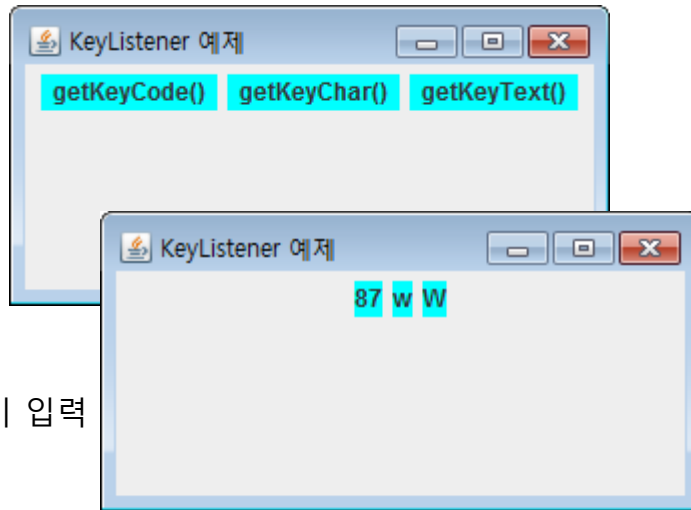 KeyListener 예제
getKeyCode() getKeyChar() getKeyText()
KeyListener 예제
87 w W
입력